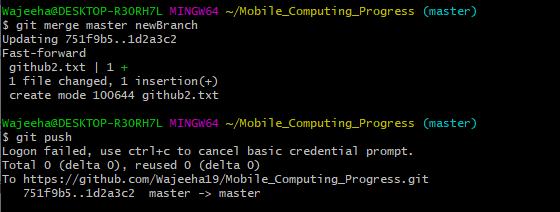 Wajeeha@DESKTOP-R3ORH7L MINGW64 ~/Mobile_Computing_Progress (master)
$ git merge master newBranch
Updating 751f9b5..1d2a3c2
Fast-forward
 github2.txt | 1 +
 1 file changed, 1 insertion(+)
 create mode 100644 github2.txt
Wajeeha@DESKTOP-R3ORH7L MINGW64 ~/Mobile_Computing_Progress (master)
$ git push
Logon failed, use ctrl+c to cancel basic credential prompt.
Total 0 (delta 0), reused 0 (delta 0)
To https://github.com/Wajeeha19/Mobile_Computing_Progress.git
   751f9b5..1d2a3c2  master -> master